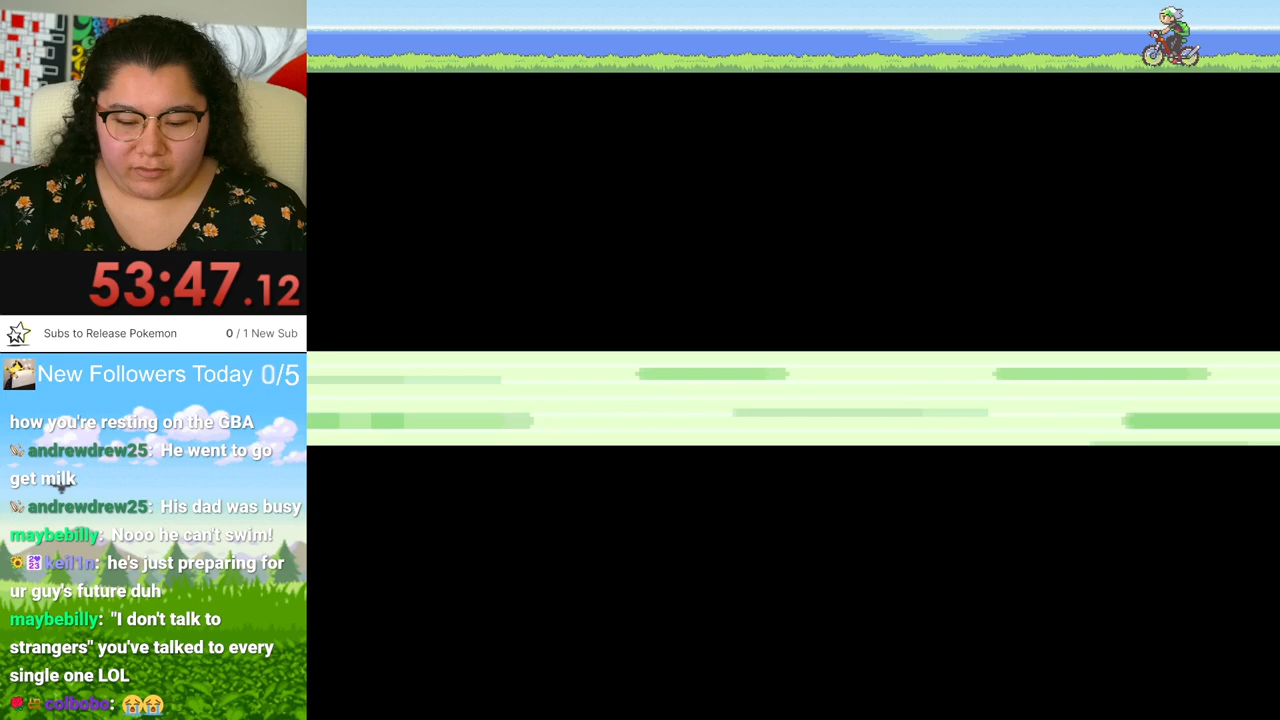 53:47.12
Subs to Release Pokemon 0 / 1 New Sub
New Followers Today 0/5
how you're resting on the GBA
andrewdrew25: He went to go
get milk
andrewdrew25: His dad was busy
maybebilly: Nooo he can't swim!
keil1n: he's just preparing for
ur guy's future duh
maybebilly: "I don't talk to
strangers" you've talked to every
single one LOL
colbobo: 😭😭